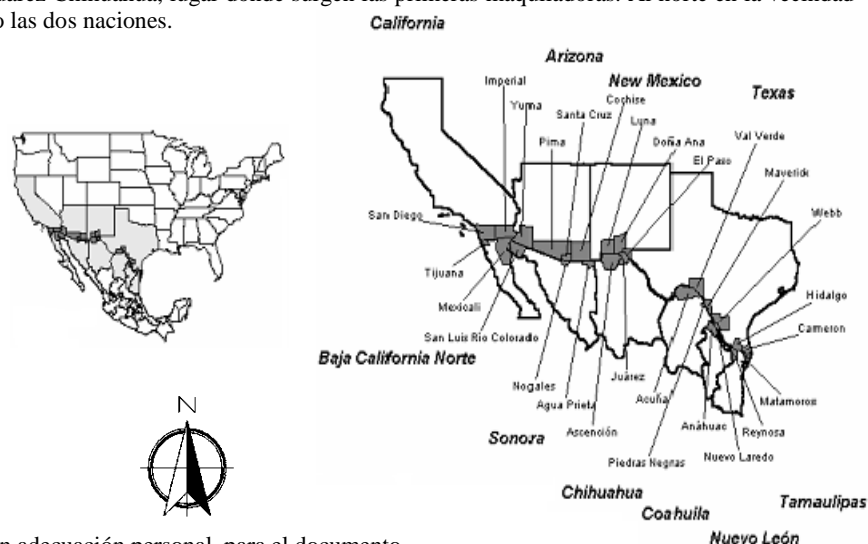 Chihuahua, lugar donde surgen las primeras maquiladoras. Al norte en la vecindad
las dos naciones.
California
Arizona
New Mexico
Texas
Imperial
Yuma
Santa Cruz
Cochise
Luna
Pima
Doña Ana
El Paso
Val Verde
Maverick
Webb
San Diego
Tijuana
Mexicali
San Luis Río Colorado
Hidalgo
Cameron
Baja California Norte
Nogales
Agua Prieta
Ascención
Juárez
Acuña
Piedras Negras
Anáhuac
Nuevo Laredo
Reynosa
Matamoros
N
Sonora
Chihuahua
Coahuila
Tamaulipas
Nuevo León
adecuación personal, para el documento